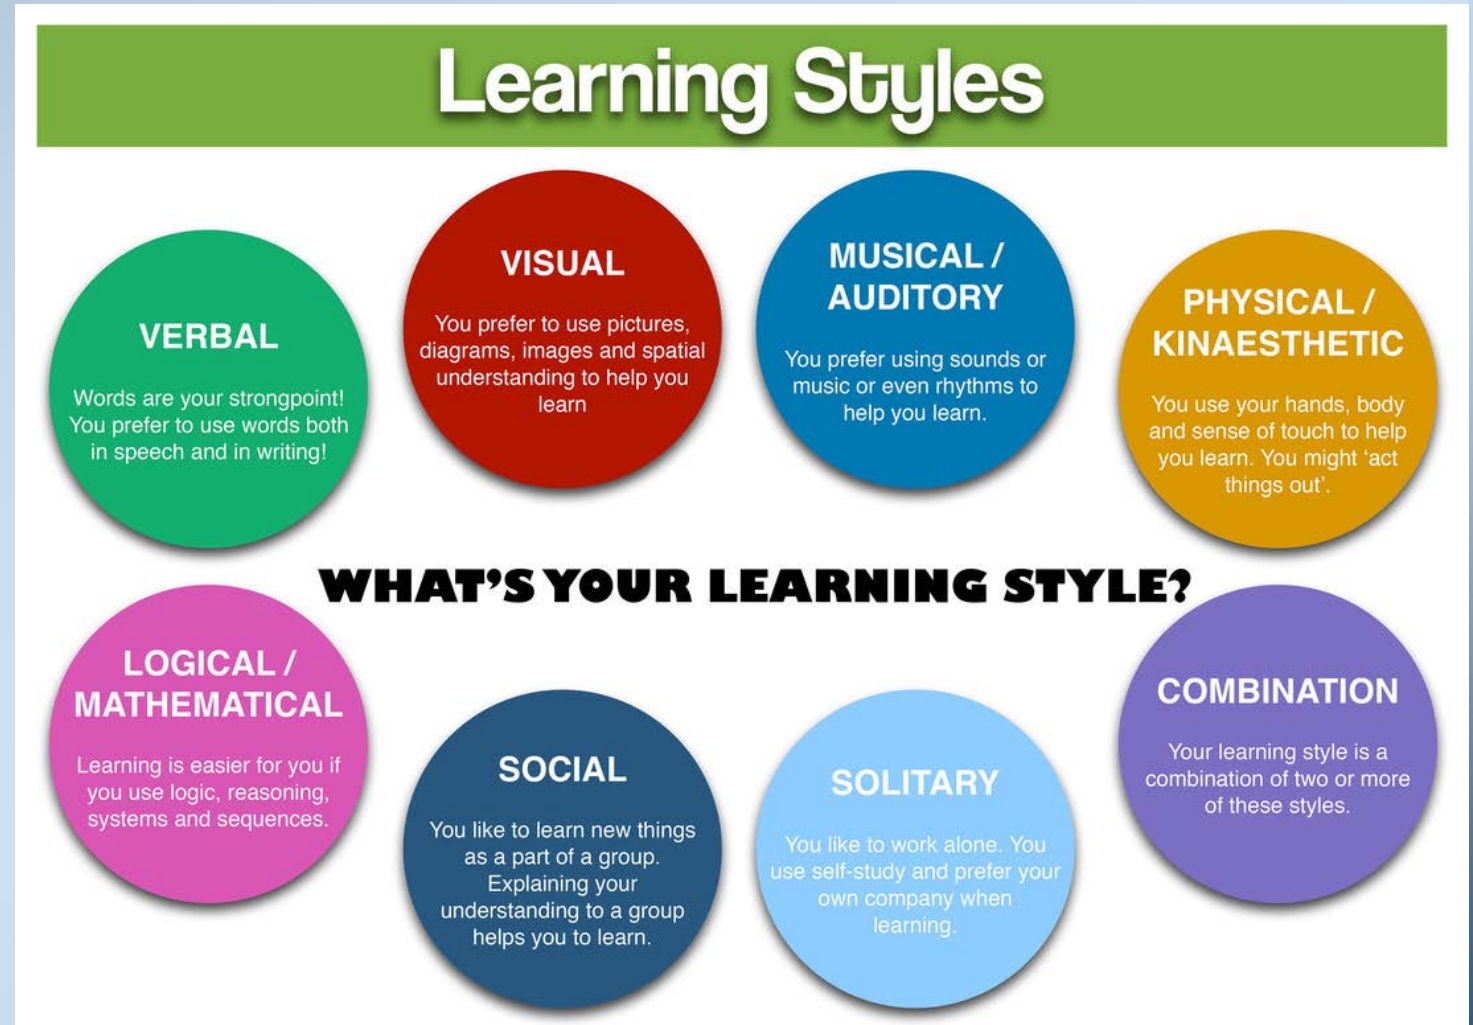 Learning Styles
VERBAL
Words are your strongpoint!
You prefer to use words both
in speech and in writing!
VISUAL
You prefer to use pictures,
diagrams, images and spatial
understanding to help you
learn
MUSICAL /
AUDITORY
You prefer using sounds or
music or even rhythms to
help you learn.
PHYSICAL /
KINAESTHETIC
You use your hands, body
and sense of touch to help
you learn. You might ‘act
things out’.
WHAT’S YOUR LEARNING STYLE?
LOGICAL /
MATHEMATICAL
Learning is easier for you if
you use logic, reasoning,
systems and sequences.
SOCIAL
You like to learn new things
as a part of a group.
Explaining your
understanding to a group
helps you to learn.
SOLITARY
You like to work alone. You
use self-study and prefer your
own company when
learning.
COMBINATION
Your learning style is a
combination of two or more
of these styles.